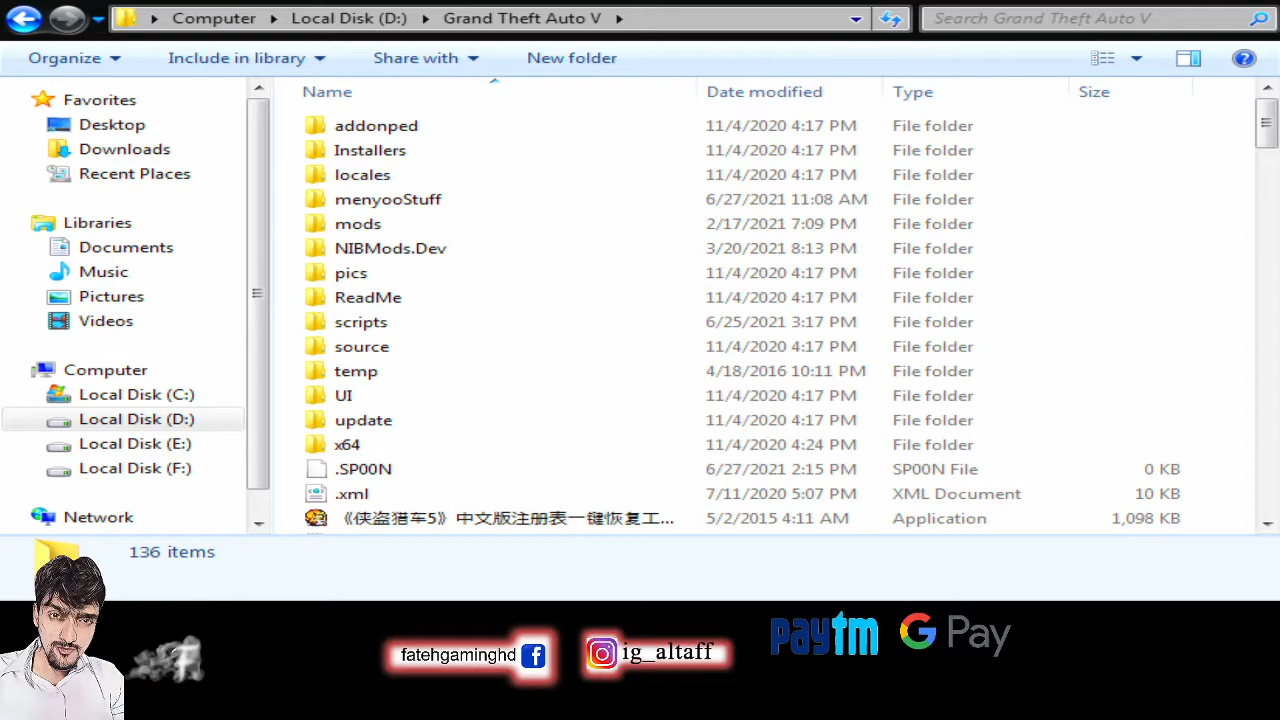 Computer ▸ Local Disk (D:) ▸ Grand Theft Auto V ▸ Search Grand Theft Auto V
Organize Include in library Share with New folder
Favorites
Desktop
Downloads
Recent Places
Libraries
Documents
Music
Pictures
Videos
Computer
Local Disk (C:)
Local Disk (D:)
Local Disk (E:)
Local Disk (F:)
Network
Name Date modified Type Size
addonped 11/4/2020 4:17 PM File folder
Installers 11/4/2020 4:17 PM File folder
locales 11/4/2020 4:17 PM File folder
menyooStuff 6/27/2021 11:08 AM File folder
mods 2/17/2021 7:09 PM File folder
NIBMods.Dev 3/20/2021 8:13 PM File folder
pics 11/4/2020 4:17 PM File folder
ReadMe 11/4/2020 4:17 PM File folder
scripts 6/25/2021 3:17 PM File folder
source 11/4/2020 4:17 PM File folder
temp 4/18/2016 10:11 PM File folder
UI 11/4/2020 4:17 PM File folder
update 11/4/2020 4:17 PM File folder
x64 11/4/2020 4:24 PM File folder
.SP00N 6/27/2021 2:15 PM SP00N File 0 KB
.xml 7/11/2020 5:07 PM XML Document 10 KB
《侠盗猎车5》中文版注册表一键恢复工... 5/2/2015 4:11 AM Application 1,098 KB
136 items
fatehgaminghd f
ig_altaff
paytm
G Pay